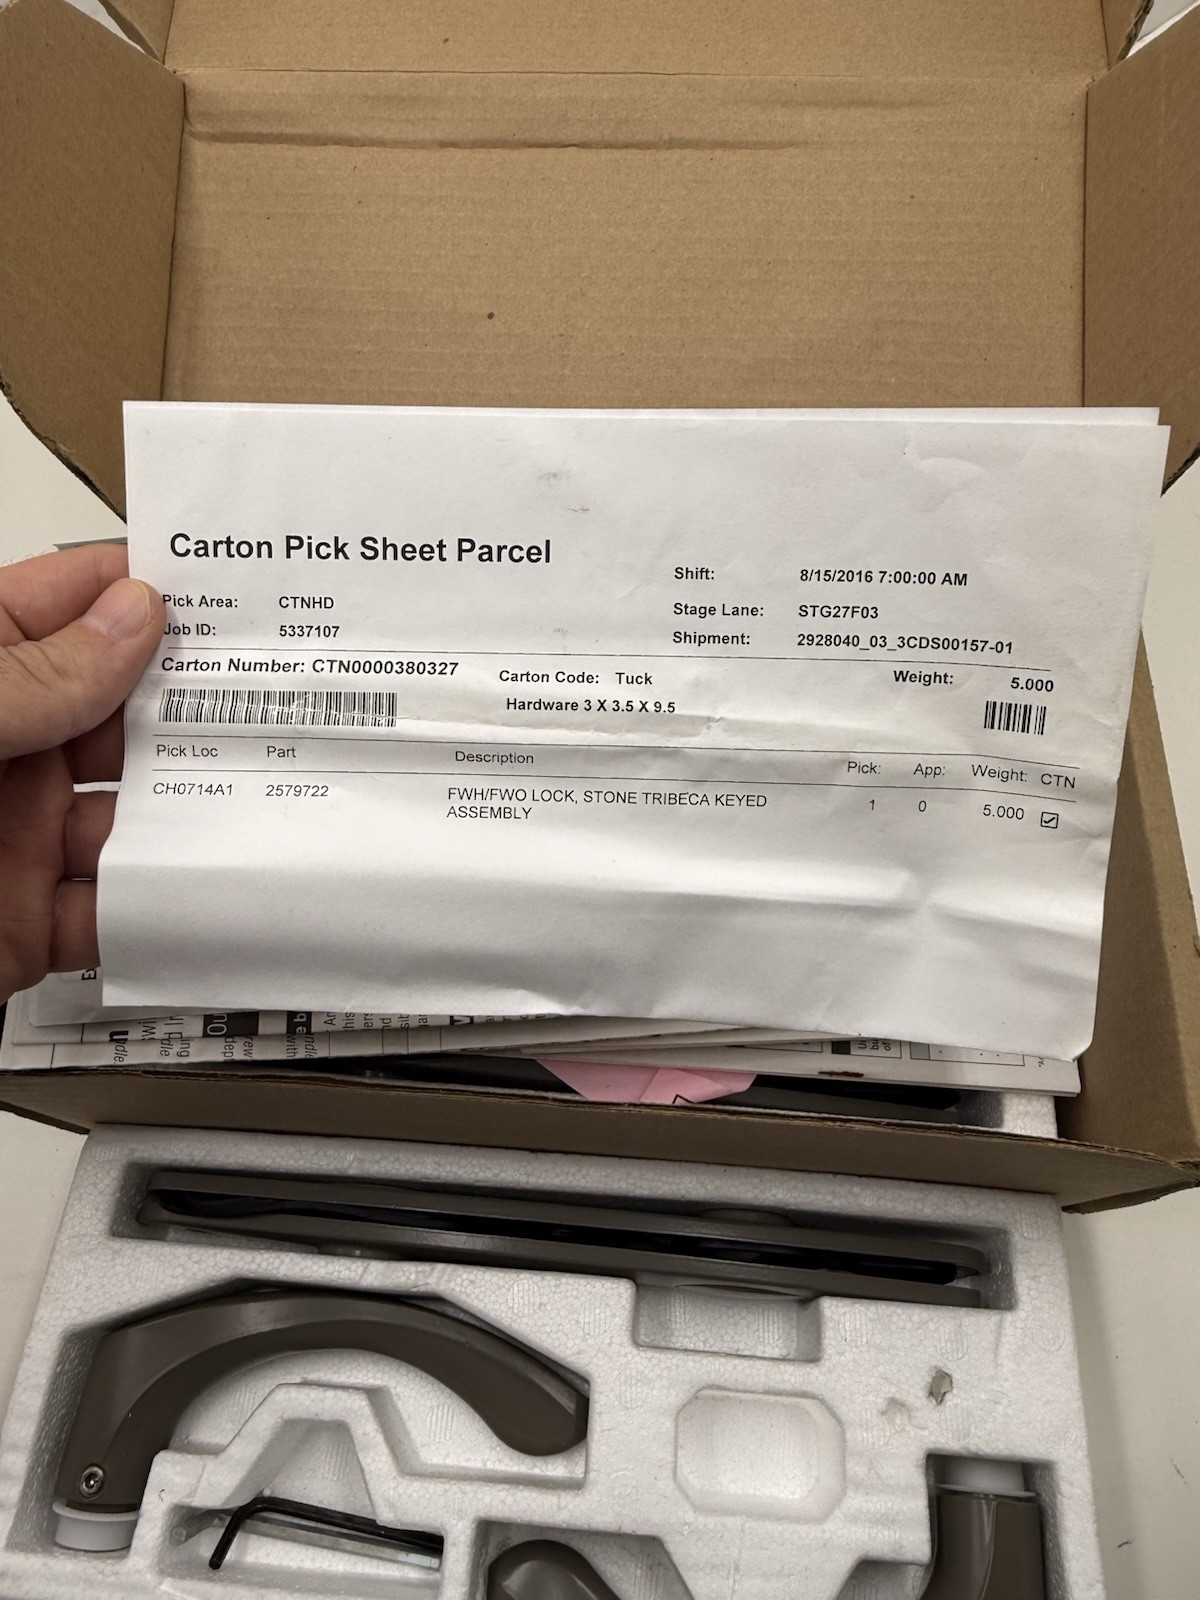 Carton Pick Sheet Parcel
Shift: 8/15/2016 7:00:00 AM
Pick Area: CTNHD
Stage Lane: STG27F03
Job ID: 5337107
Shipment: 2928040_03_3CDS00157-01
Carton Number: CTN0000380327
Carton Code: Tuck
Weight: 5.000
Hardware 3 X 3.5 X 9.5
Pick Loc Part Description Pick: App: Weight: CTN
CH0714A1 2579722 FWH/FWO LOCK, STONE TRIBECA KEYED 1 0 5.000
ASSEMBLY